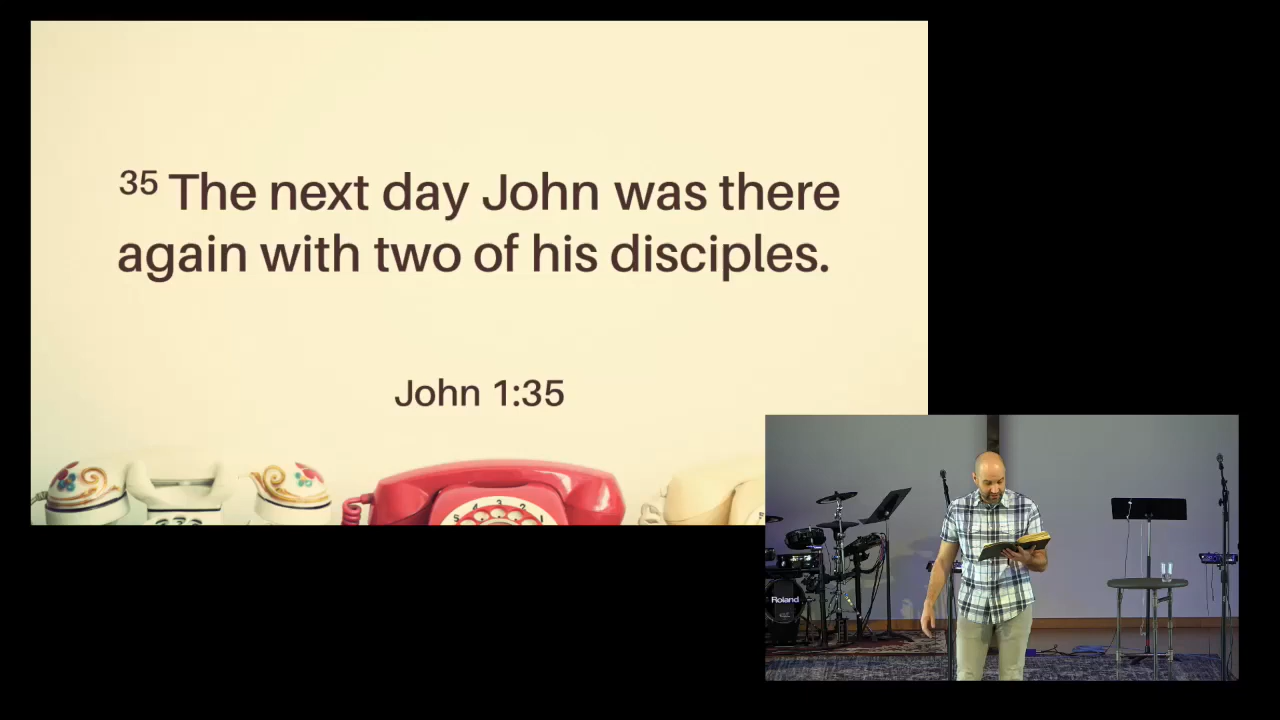 35 The next day John was there
again with two of his disciples.
John 1:35
Roland